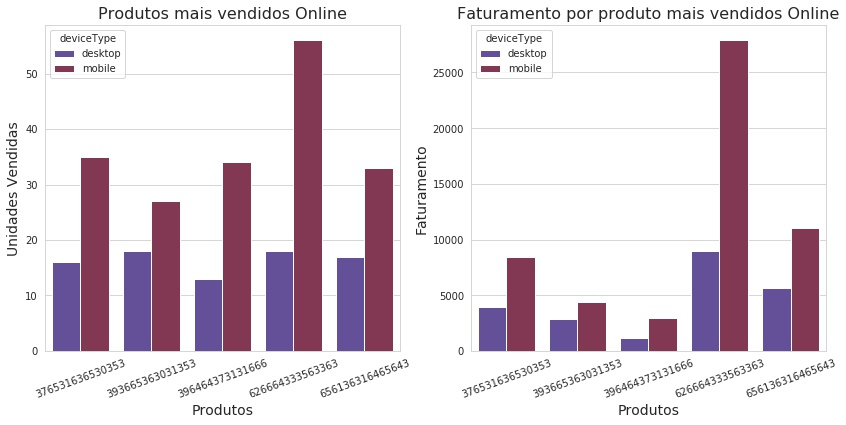 Produtos mais vendidos Online
deviceType
desktop
mobile
Unidades Vendidas
50
40
30
20
10
0
376531636530353
393665363031353
396464373131666
626664333563363
656136316465643
Produtos
Faturamento por produto mais vendidos Online
deviceType
desktop
mobile
Faturamento
25000
20000
15000
10000
5000
0
376531636530353
393665363031353
396464373131666
626664333563363
656136316465643
Produtos